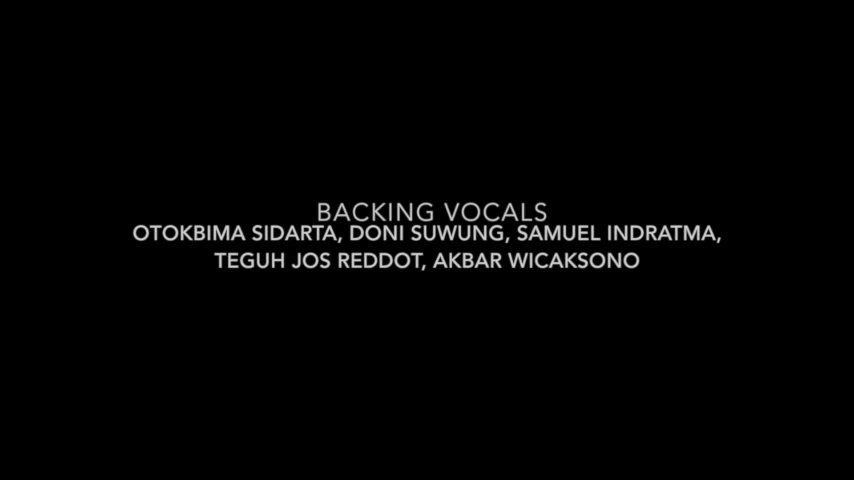 BACKING VOCALS
OTOKBIMA SIDARTA, DONI SUWUNG, SAMUEL INDRATMA,
TEGUH JOS REDDOT, AKBAR WICAKSONO